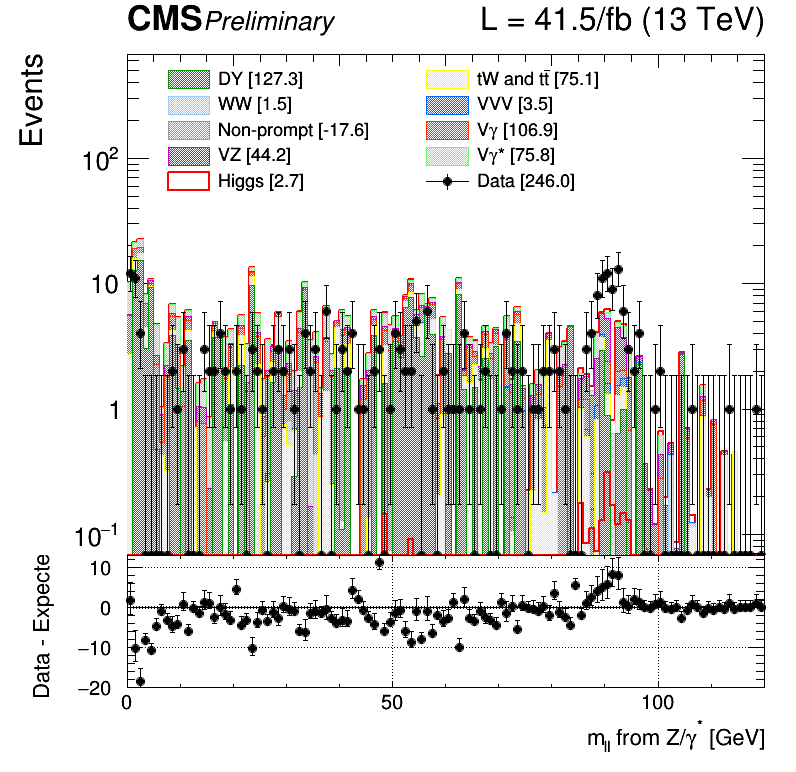 CMS Preliminary L = 41.5/fb (13 TeV)
Events
DY [127.3] tW and tt̄ [75.1]
WW [1.5] VVV [3.5]
Non-prompt [-17.6] Vγ [106.9]
VZ [44.2] Vγ* [75.8]
Higgs [2.7] Data [246.0]
10²
10
1
10⁻¹
Data - Expecte
10
0
−10
−20
0 50 100
m_ll from Z/γ* [GeV]